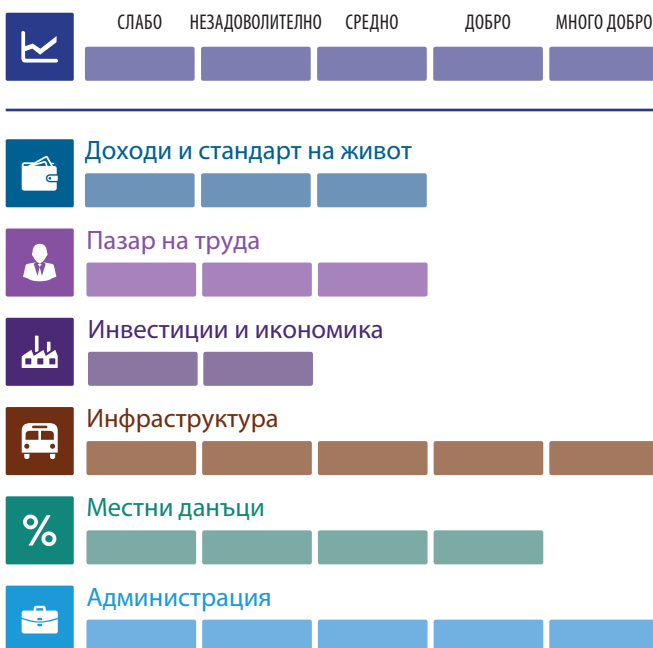 СЛАБО НЕЗАДОВОЛИТЕЛНО СРЕДНО ДОБРО МНОГО ДОБРО
Доходи и стандарт на живот
Пазар на труда
Инвестиции и икономика
Инфраструктура
Местни данъци
%
Администрация